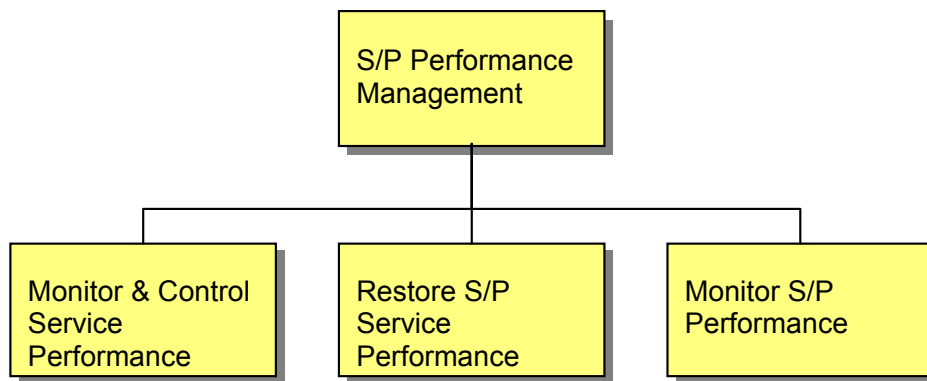 S/P Performance
Management
Monitor & Control
Service
Performance
Restore S/P
Service
Performance
Monitor S/P
Performance